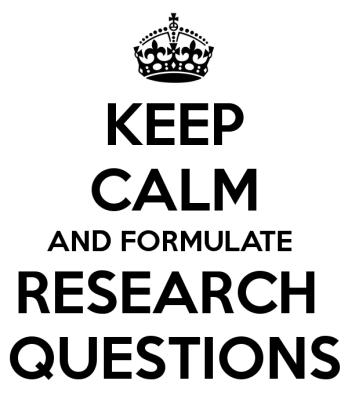 KEEP
CALM
AND FORMULATE
RESEARCH
QUESTIONS